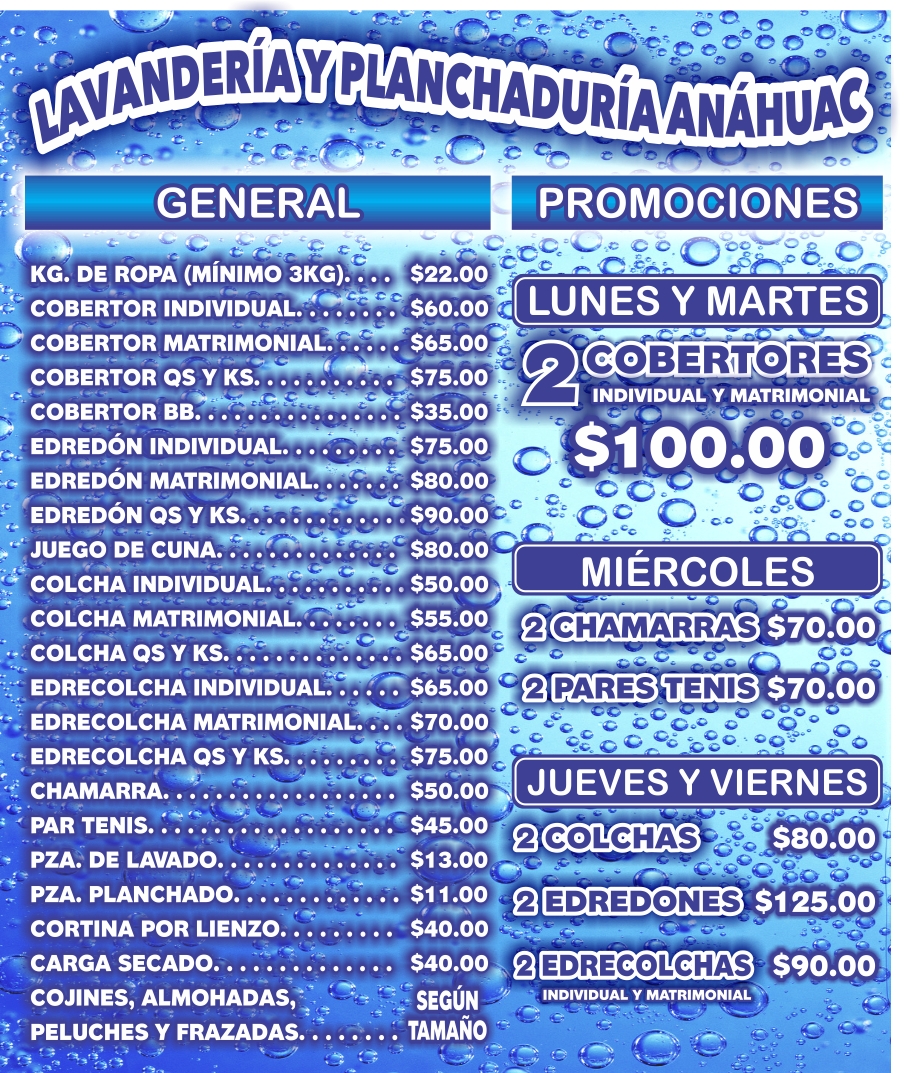 LAVANDERÍA Y PLANCHADURÍA ANÁHUAC
GENERAL
KG. DE ROPA (MÍNIMO 3KG).... $22.00
COBERTOR INDIVIDUAL........ $60.00
COBERTOR MATRIMONIAL...... $65.00
COBERTOR QS Y KS........... $75.00
COBERTOR BB................ $35.00
EDREDÓN INDIVIDUAL......... $75.00
EDREDÓN MATRIMONIAL....... $80.00
EDREDÓN QS Y KS............. $90.00
JUEGO DE CUNA.............. $80.00
COLCHA INDIVIDUAL.......... $50.00
COLCHA MATRIMONIAL........ $55.00
COLCHA QS Y KS.............. $65.00
EDRECOLCHA INDIVIDUAL...... $65.00
EDRECOLCHA MATRIMONIAL.... $70.00
EDRECOLCHA QS Y KS......... $75.00
CHAMARRA.................. $50.00
PAR TENIS................... $45.00
PZA. DE LAVADO.............. $13.00
PZA. PLANCHADO............. $11.00
CORTINA POR LIENZO......... $40.00
CARGA SECADO.............. $40.00
COJINES, ALMOHADAS, SEGÚN
PELUCHES Y FRAZADAS........ TAMAÑO
PROMOCIONES
LUNES Y MARTES
2 COBERTORES
INDIVIDUAL Y MATRIMONIAL
$100.00
MIÉRCOLES
2 CHAMARRAS $70.00
2 PARES TENIS $70.00
JUEVES Y VIERNES
2 COLCHAS $80.00
2 EDREDONES $125.00
2 EDRECOLCHAS $90.00
INDIVIDUAL Y MATRIMONIAL